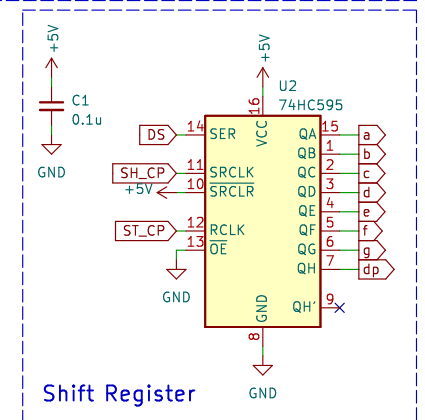 +5V
C1
0.1u
GND
+5V
U2
74HC595
16
VCC
DS
14
SER
SH_CP
11
SRCLK
+5V
10
SRCLR
ST_CP
12
RCLK
13
OE
GND
QA
15
a
QB
1
b
QC
2
c
QD
3
d
QE
4
e
QF
5
f
QG
6
g
QH
7
dp
QH'
9
GND
8
GND
Shift Register